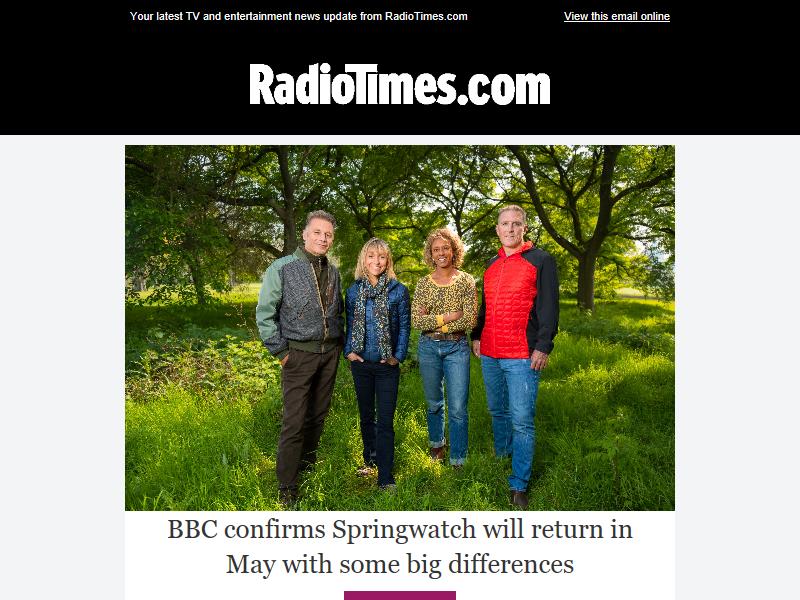 Your latest TV and entertainment news update from RadioTimes.com
View this email online
RadioTimes.com
BBC confirms Springwatch will return in
May with some big differences